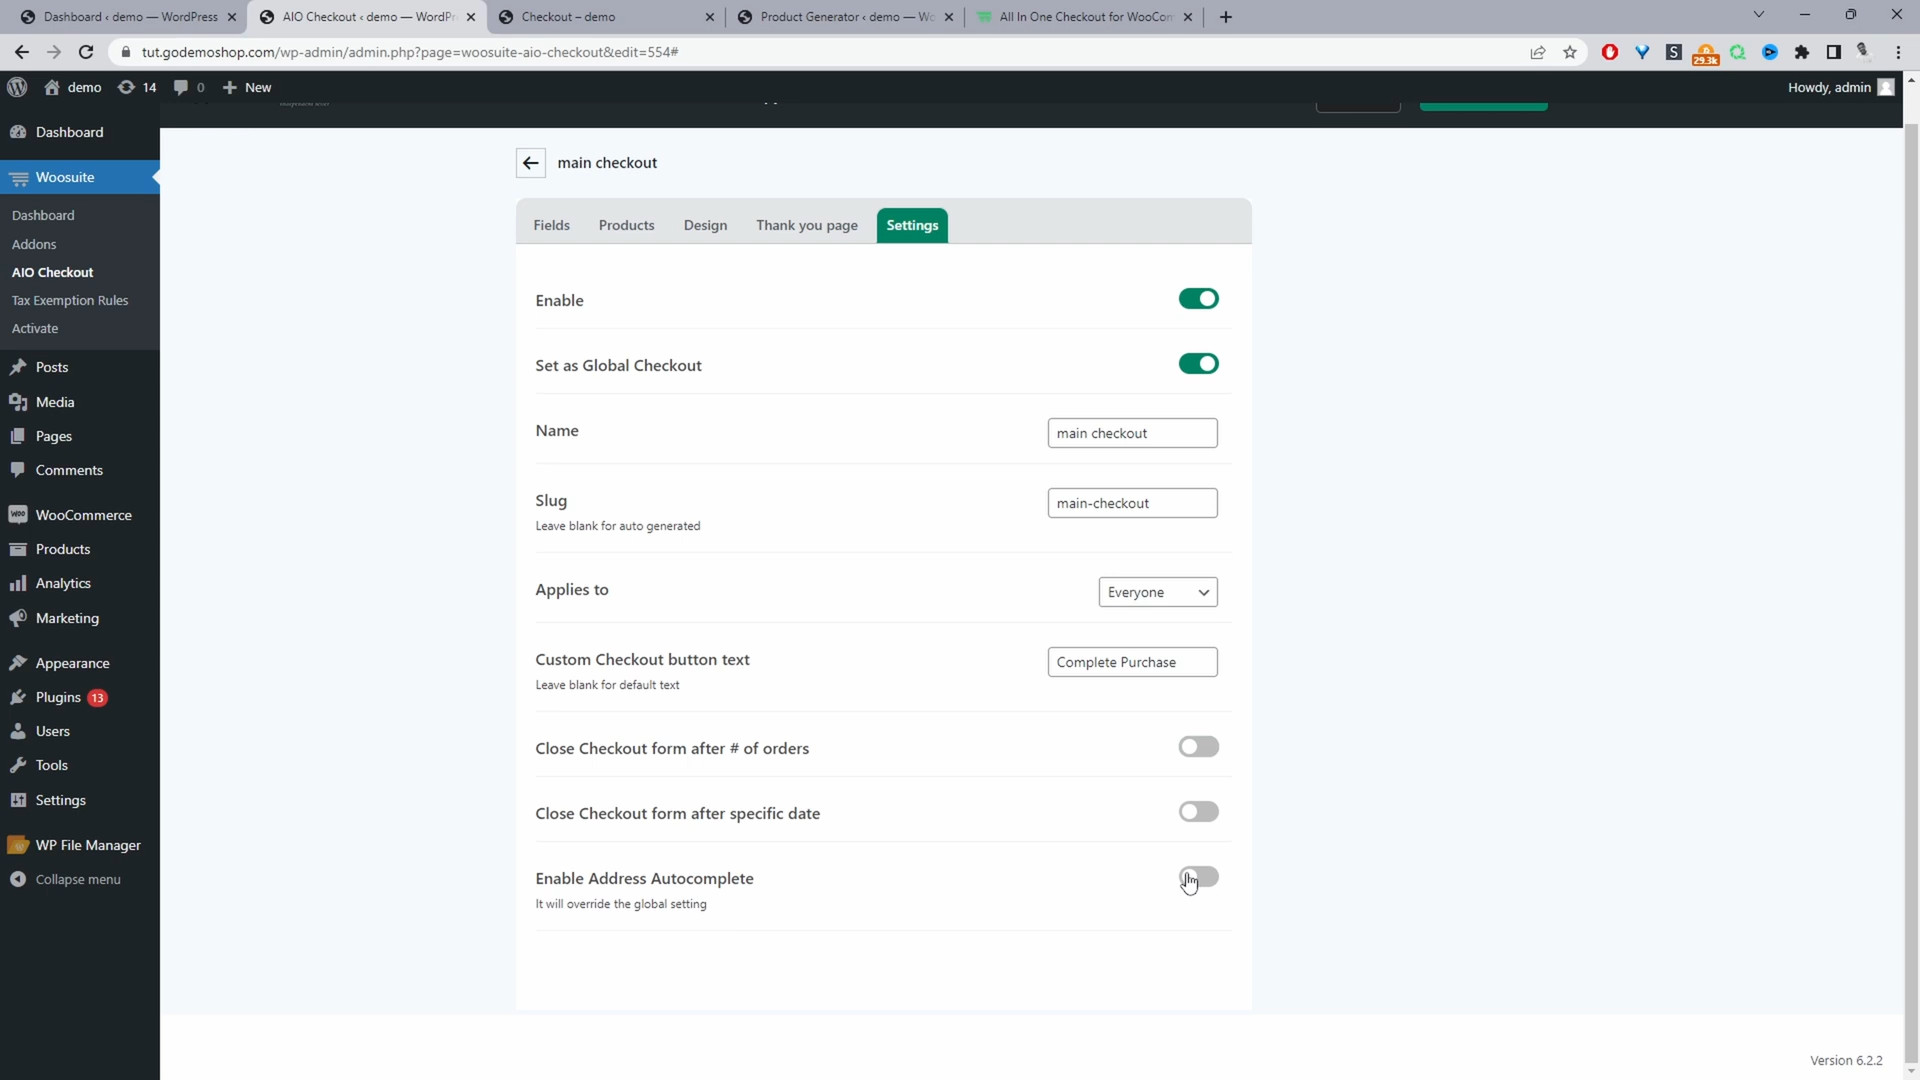 Dashboard ‹ demo — WordPress
AIO Checkout ‹ demo — WordPr
Checkout – demo
Product Generator ‹ demo — Wo
All In One Checkout for WooCom
tut.godemoshop.com/wp-admin/admin.php?page=woosuite-aio-checkout&edit=554#
S
29.3k
demo
14
0
New
Howdy, admin
Dashboard
Woosuite
Dashboard
Addons
AIO Checkout
Tax Exemption Rules
Activate
Posts
Media
Pages
Comments
WooCommerce
Products
Analytics
Marketing
Appearance
Plugins 13
Users
Tools
Settings
WP File Manager
Collapse menu
main checkout
Fields
Products
Design
Thank you page
Settings
Enable
Set as Global Checkout
Name
main checkout
Slug
main-checkout
Leave blank for auto generated
Applies to
Everyone
Custom Checkout button text
Complete Purchase
Leave blank for default text
Close Checkout form after # of orders
Close Checkout form after specific date
Enable Address Autocomplete
It will override the global setting
Version 6.2.2